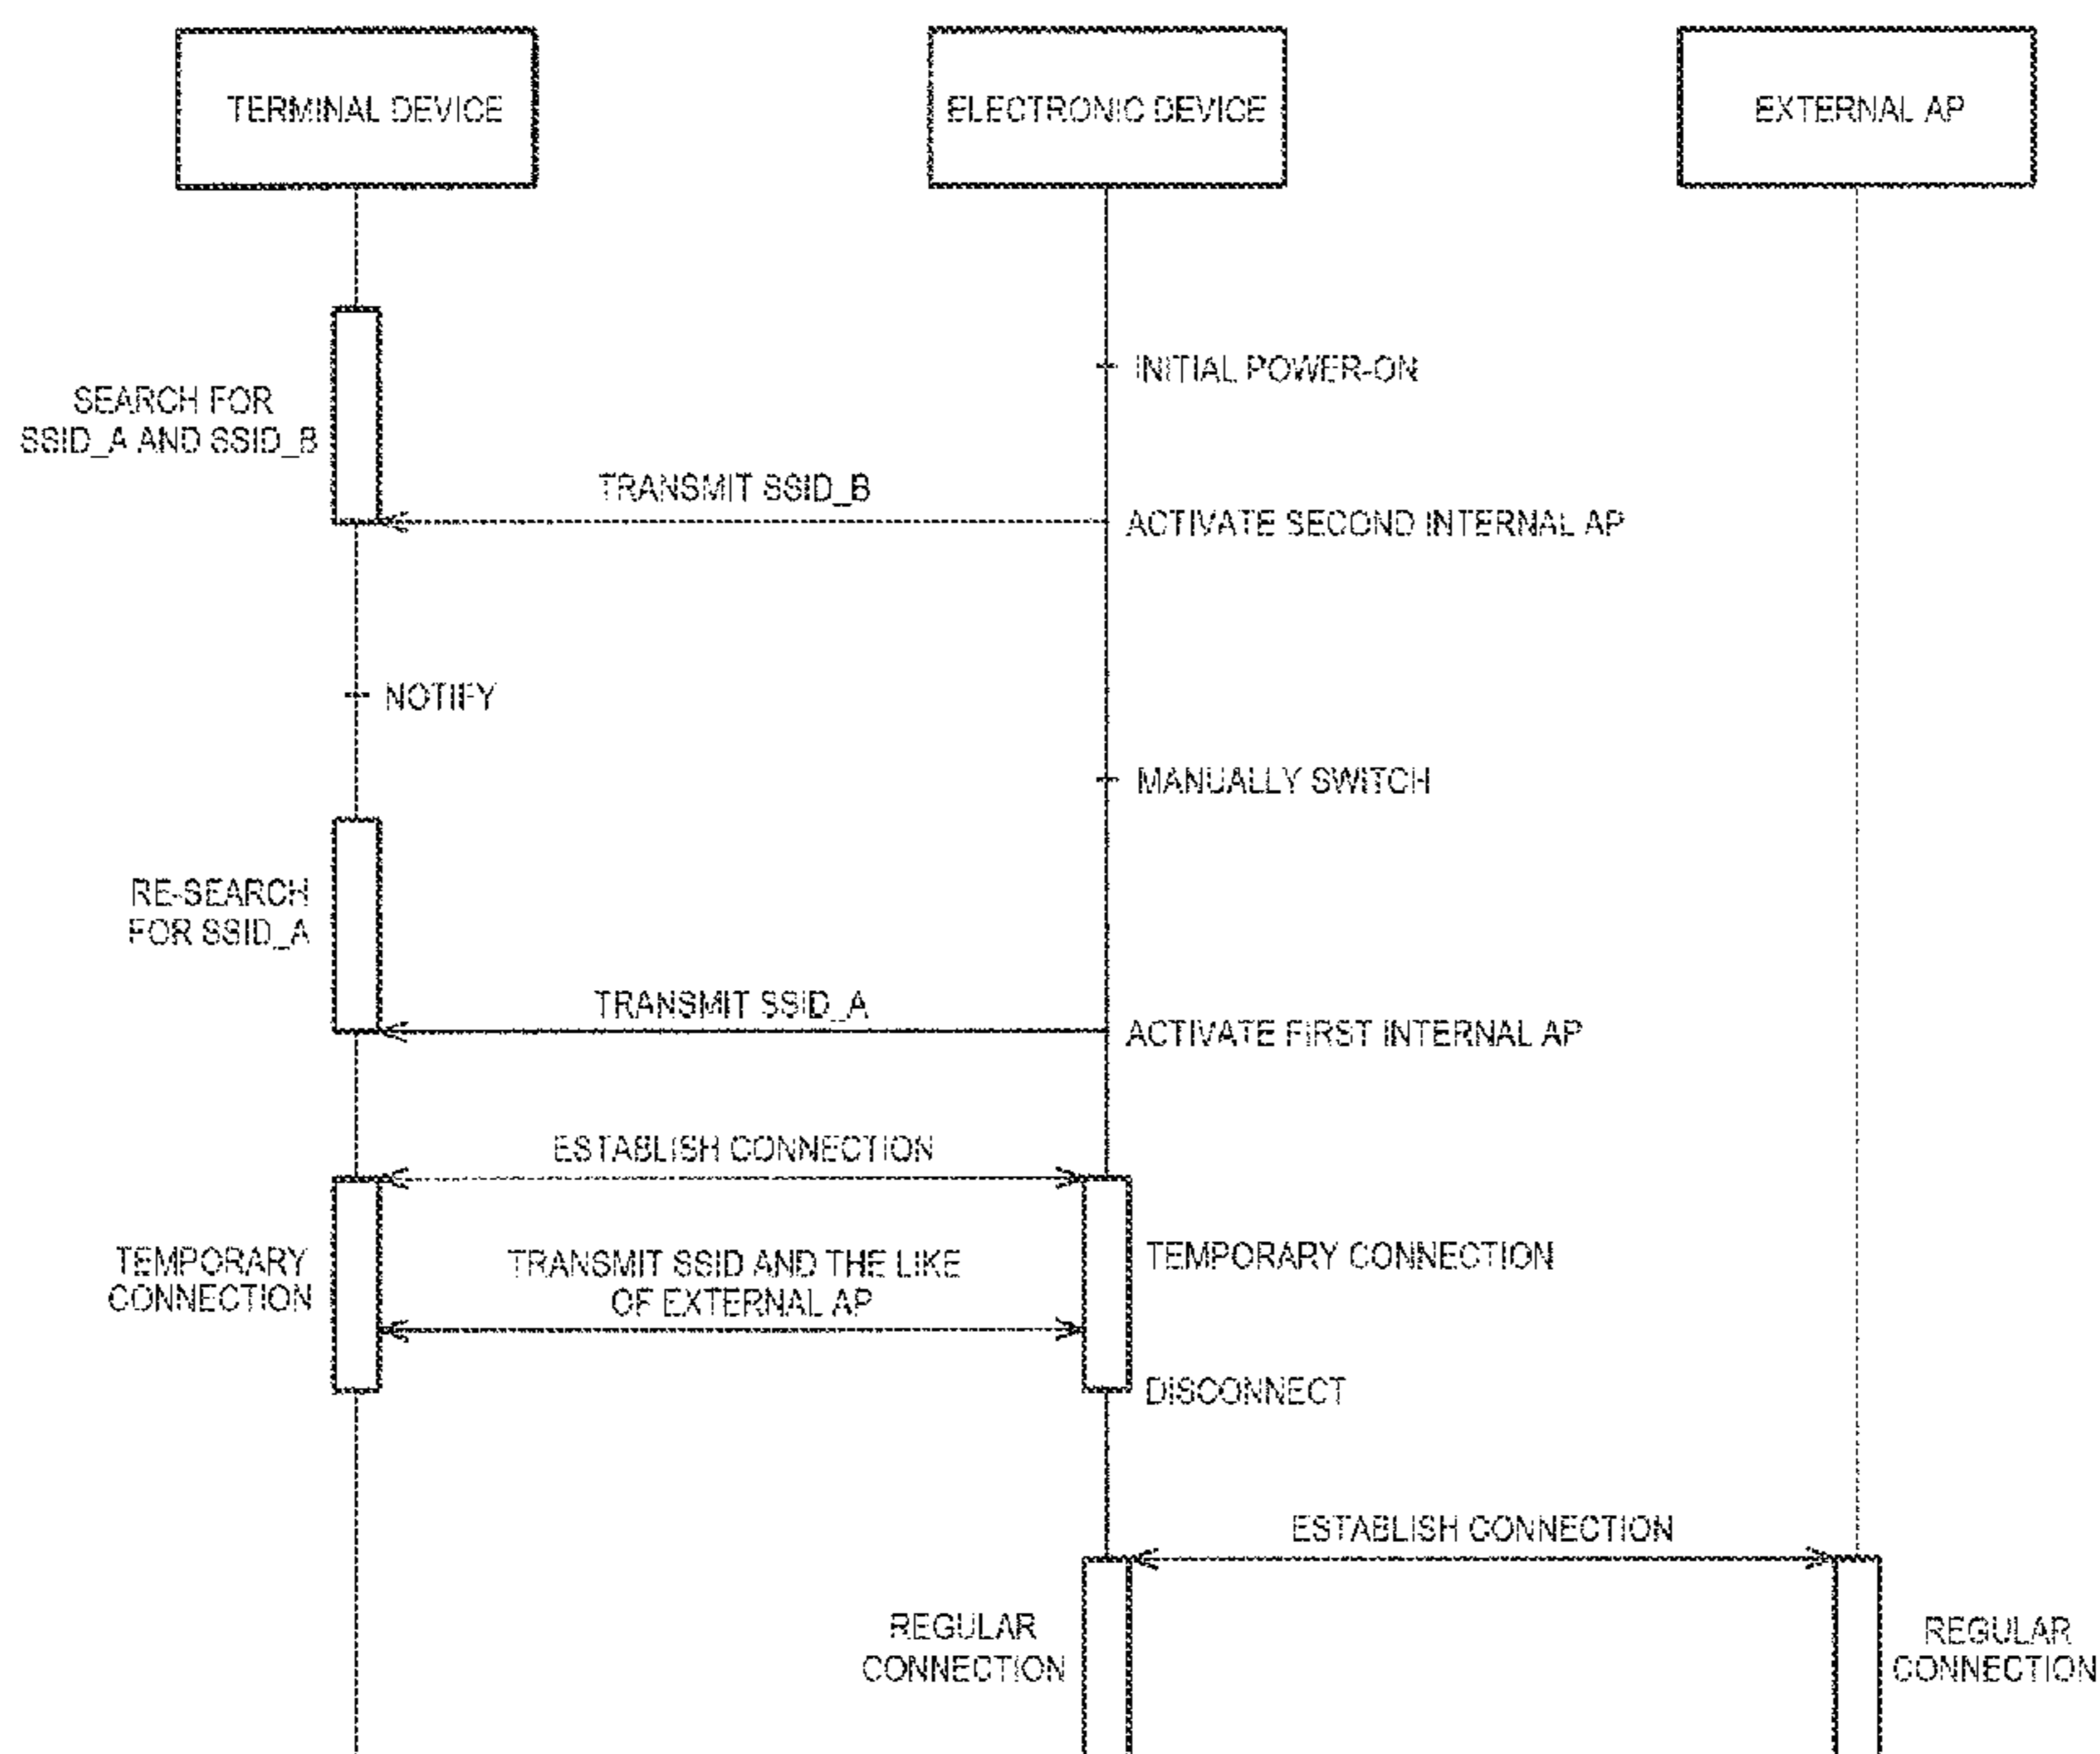 TERMINAL DEVICE
ELECTRONIC DEVICE
EXTERNAL AP
INITIAL POWER-ON
SEARCH FOR
SSID_A AND SSID_B
TRANSMIT SSID_B
ACTIVATE SECOND INTERNAL AP
NOTIFY
MANUALLY SWITCH
RE-SEARCH
FOR SSID_A
TRANSMIT SSID_A
ACTIVATE FIRST INTERNAL AP
ESTABLISH CONNECTION
TEMPORARY
CONNECTION
TRANSMIT SSID AND THE LIKE
OF EXTERNAL AP
TEMPORARY CONNECTION
DISCONNECT
ESTABLISH CONNECTION
REGULAR
CONNECTION
REGULAR
CONNECTION